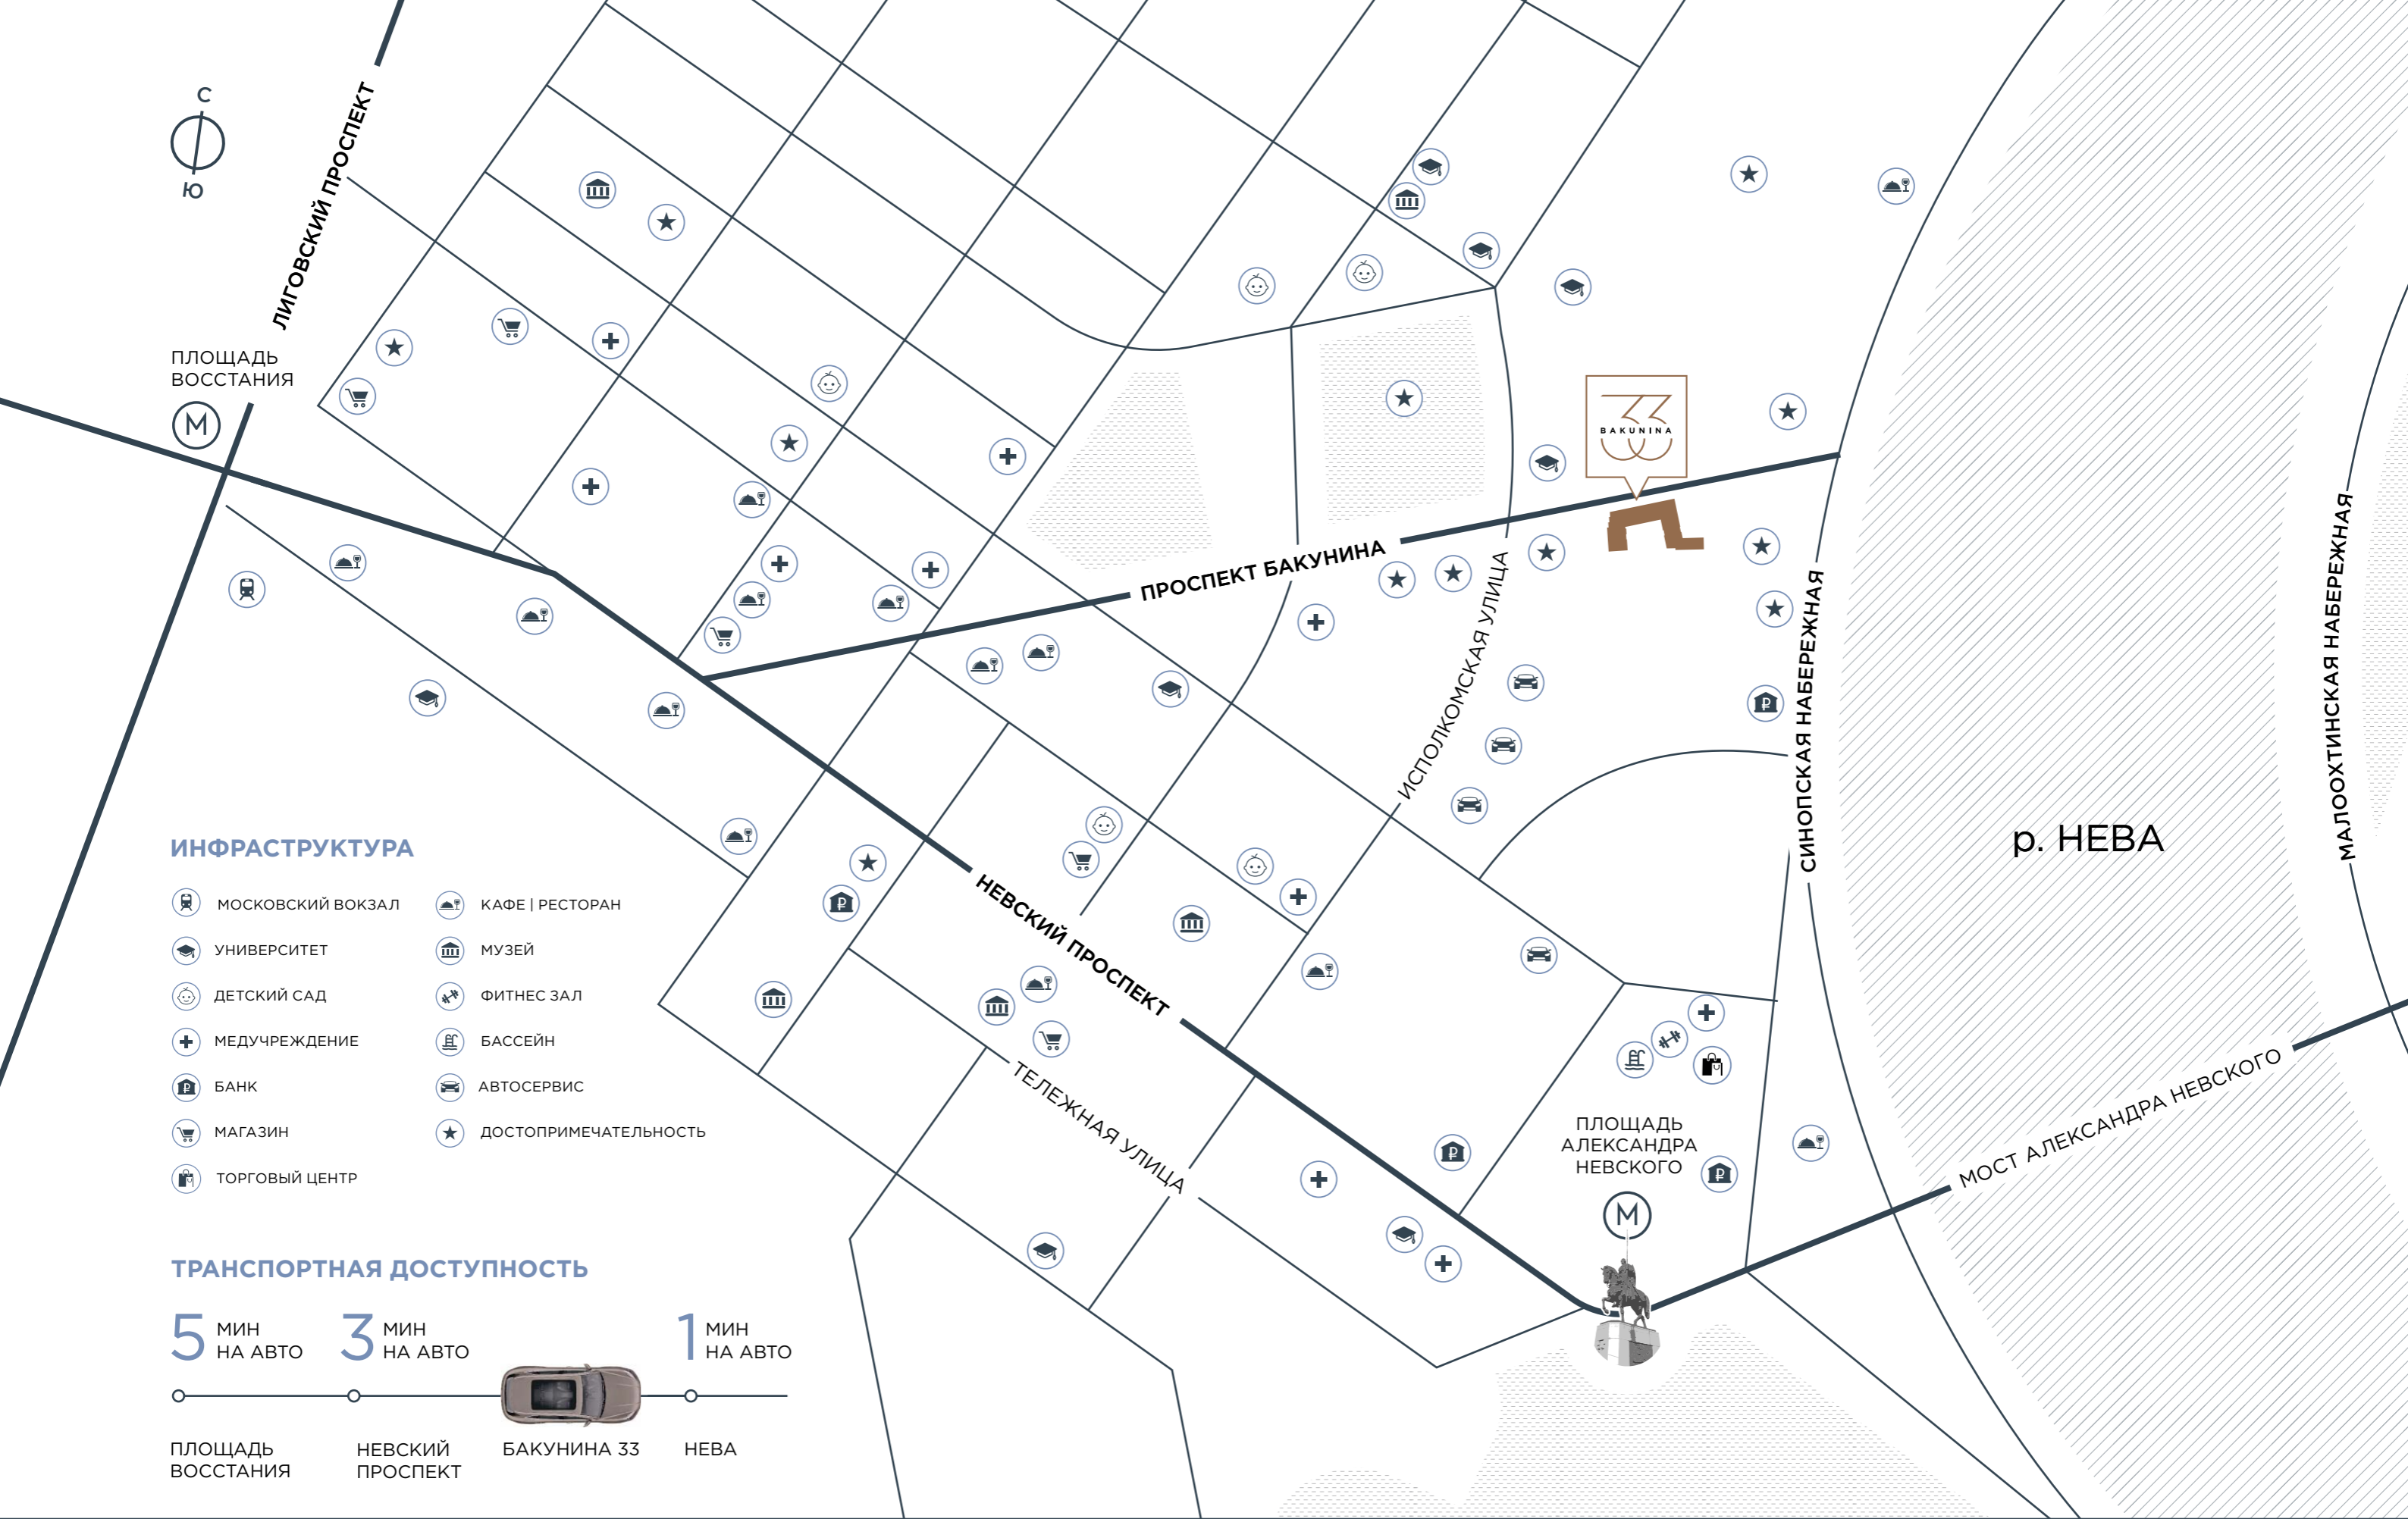 С
Ю
ЛИГОВСКИЙ ПРОСПЕКТ
ПЛОЩАДЬ
ВОССТАНИЯ
М
33
BAKUNINA
ПРОСПЕКТ БАКУНИНА
ИСПОЛКОМСКАЯ УЛИЦА
СИНОПСКАЯ НАБЕРЕЖНАЯ
МАЛООХТИНСКАЯ НАБЕРЕЖНАЯ
р. НЕВА
НЕВСКИЙ ПРОСПЕКТ
ТЕЛЕЖНАЯ УЛИЦА
ПЛОЩАДЬ
АЛЕКСАНДРА
НЕВСКОГО
М
МОСТ АЛЕКСАНДРА НЕВСКОГО
ИНФРАСТРУКТУРА
МОСКОВСКИЙ ВОКЗАЛ
УНИВЕРСИТЕТ
ДЕТСКИЙ САД
МЕДУЧРЕЖДЕНИЕ
БАНК
МАГАЗИН
ТОРГОВЫЙ ЦЕНТР
КАФЕ | РЕСТОРАН
МУЗЕЙ
ФИТНЕС ЗАЛ
БАССЕЙН
АВТОСЕРВИС
ДОСТОПРИМЕЧАТЕЛЬНОСТЬ
ТРАНСПОРТНАЯ ДОСТУПНОСТЬ
5 МИН
НА АВТО
3 МИН
НА АВТО
1 МИН
НА АВТО
ПЛОЩАДЬ
ВОССТАНИЯ
НЕВСКИЙ
ПРОСПЕКТ
БАКУНИНА 33
НЕВА